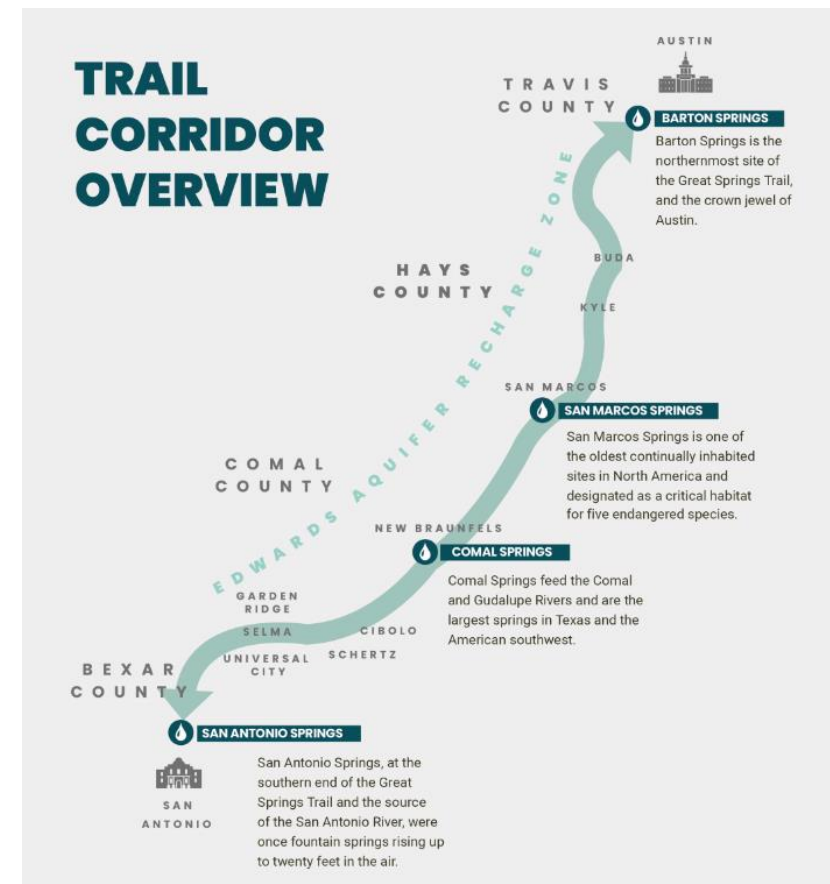 TRAIL
CORRIDOR
OVERVIEW
AUSTIN
TRAVIS
COUNTY
BARTON SPRINGS
Barton Springs is the
northernmost site of
the Great Springs Trail,
and the crown jewel of
Austin.
EDWARDS AQUIFER RECHARGE ZONE
BUDA
HAYS
COUNTY
KYLE
SAN MARCOS
SAN MARCOS SPRINGS
San Marcos Springs is one of
the oldest continually inhabited
sites in North America and
designated as a critical habitat
for five endangered species.
COMAL
COUNTY
NEW BRAUNFELS
COMAL SPRINGS
Comal Springs feed the Comal
and Gudalupe Rivers and are the
largest springs in Texas and the
American southwest.
GARDEN
RIDGE
SELMA
CIBOLO
UNIVERSAL
CITY
SCHERTZ
BEXAR
COUNTY
SAN ANTONIO SPRINGS
San Antonio Springs, at the
southern end of the Great
Springs Trail and the source
of the San Antonio River, were
once fountain springs rising up
to twenty feet in the air.
SAN
ANTONIO